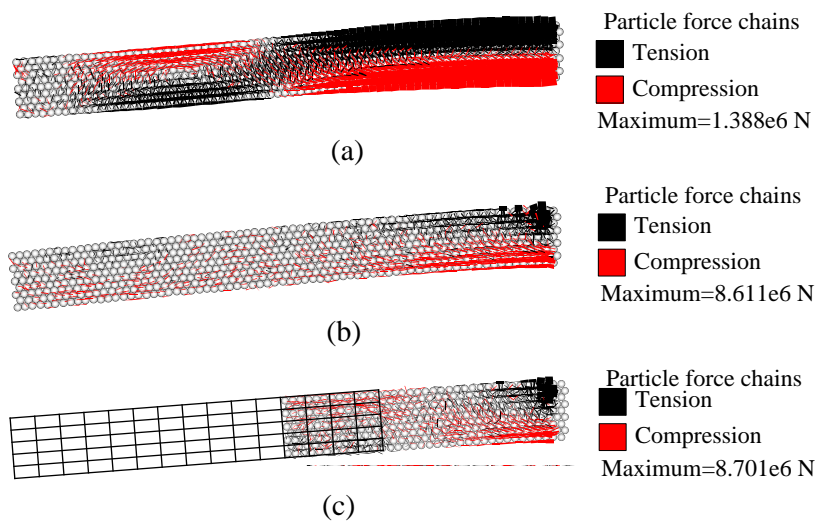 Particle force chains
Tension
Compression
Maximum=1.388e6 N
(a)
Particle force chains
Tension
Compression
Maximum=8.611e6 N
(b)
Particle force chains
Tension
Compression
Maximum=8.701e6 N
(c)